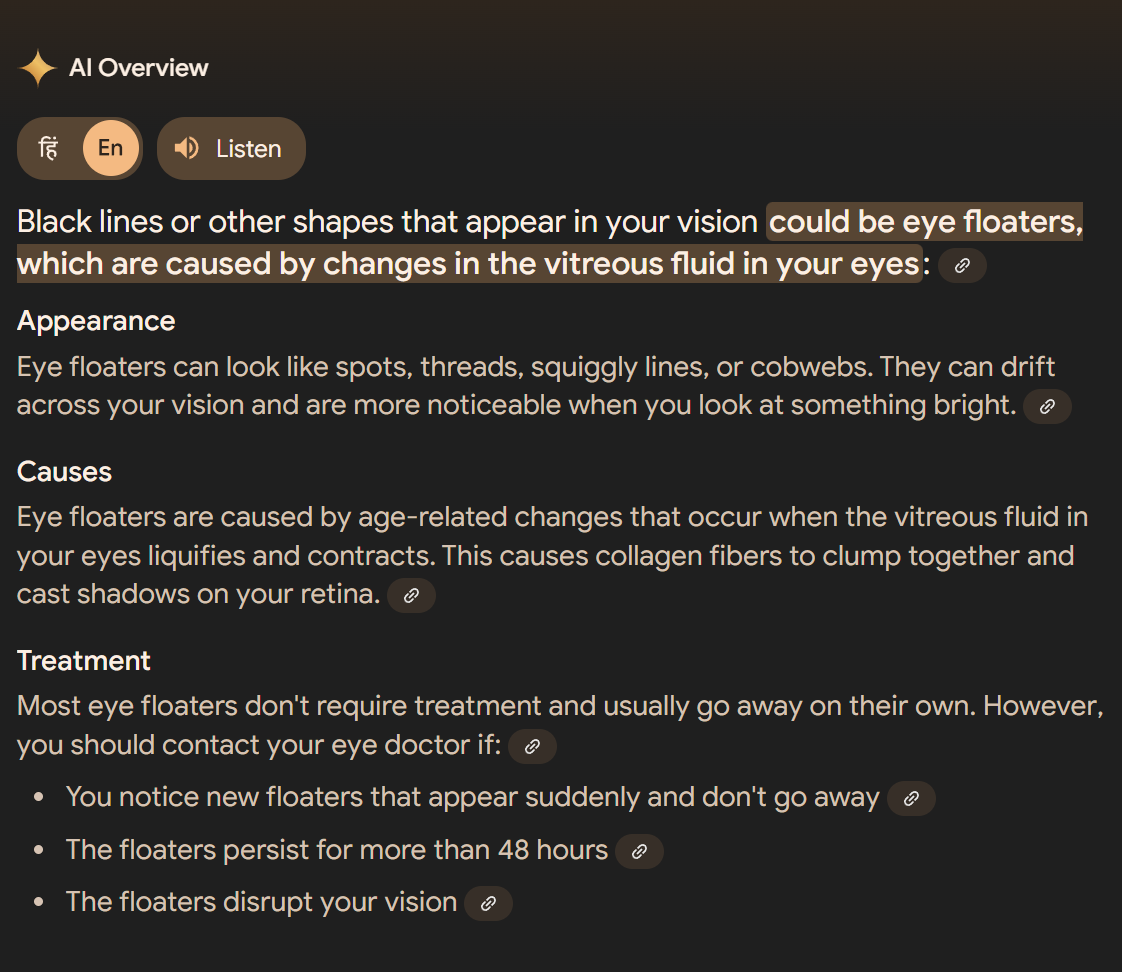 AI Overview
हिं En Listen
Black lines or other shapes that appear in your vision could be eye floaters,
which are caused by changes in the vitreous fluid in your eyes:
Appearance
Eye floaters can look like spots, threads, squiggly lines, or cobwebs. They can drift
across your vision and are more noticeable when you look at something bright.
Causes
Eye floaters are caused by age-related changes that occur when the vitreous fluid in
your eyes liquifies and contracts. This causes collagen fibers to clump together and
cast shadows on your retina.
Treatment
Most eye floaters don't require treatment and usually go away on their own. However,
you should contact your eye doctor if:
• You notice new floaters that appear suddenly and don't go away
• The floaters persist for more than 48 hours
• The floaters disrupt your vision